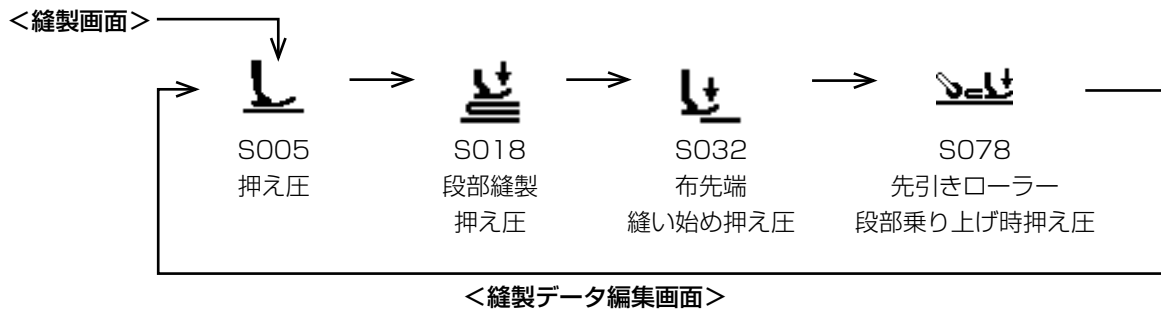 ＜縫製画面＞
S005
押え圧
S018
段部縫製
押え圧
S032
布先端
縫い始め押え圧
S078
先引きローラー
段部乗り上げ時押え圧
＜縫製データ編集画面＞